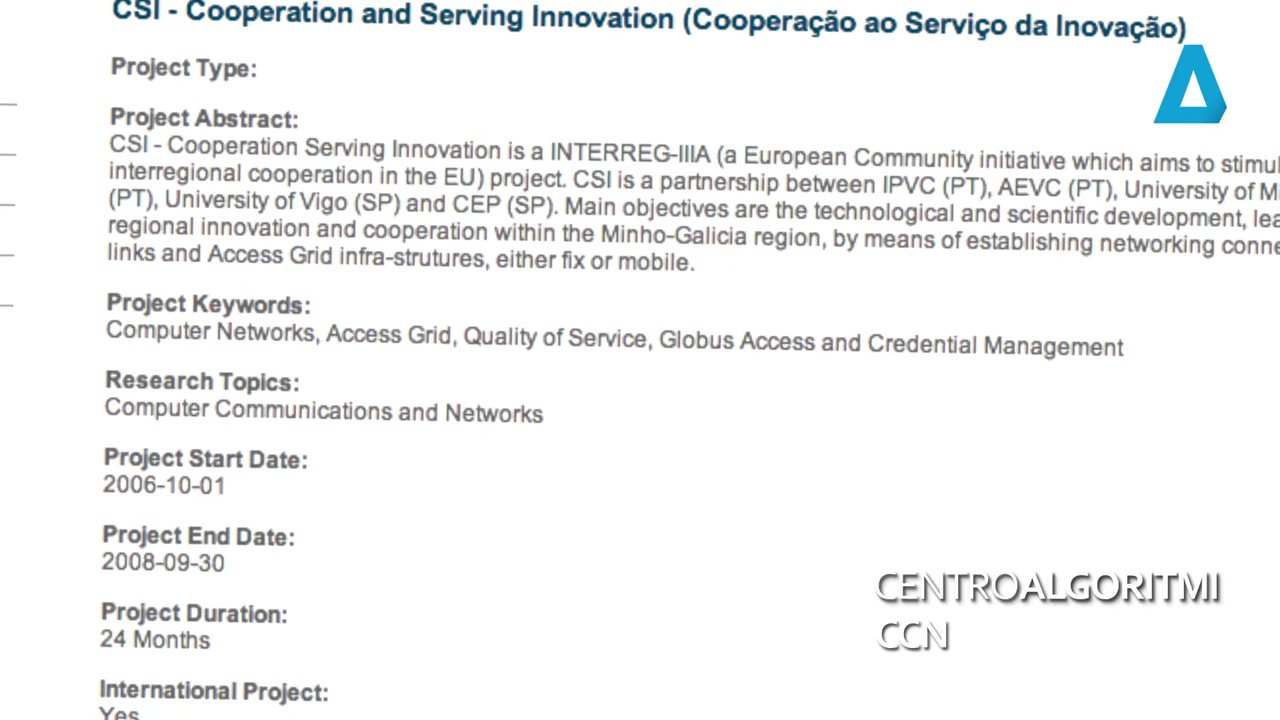 CSI - Cooperation and Serving Innovation (Cooperação ao Serviço da Inovação)
Project Type:
Project Abstract:
CSI - Cooperation Serving Innovation is a INTERREG-IIIA (a European Community initiative which aims to
interregional cooperation in the EU) project. CSI is a partnership between IPVC (PT), AEVC (PT), University of
(PT), University of Vigo (SP) and CEP (SP). Main objectives are the technological and scientific development,
regional innovation and cooperation within the Minho-Galicia region, by means of establishing networking
links and Access Grid infra-strutures, either fix or mobile.
Project Keywords:
Computer Networks, Access Grid, Quality of Service, Globus Access and Credential Management
Research Topics:
Computer Communications and Networks
Project Start Date:
2006-10-01
Project End Date:
2008-09-30
Project Duration:
24 Months
International Project:
Yes
CENTROALGORITMI
CCN